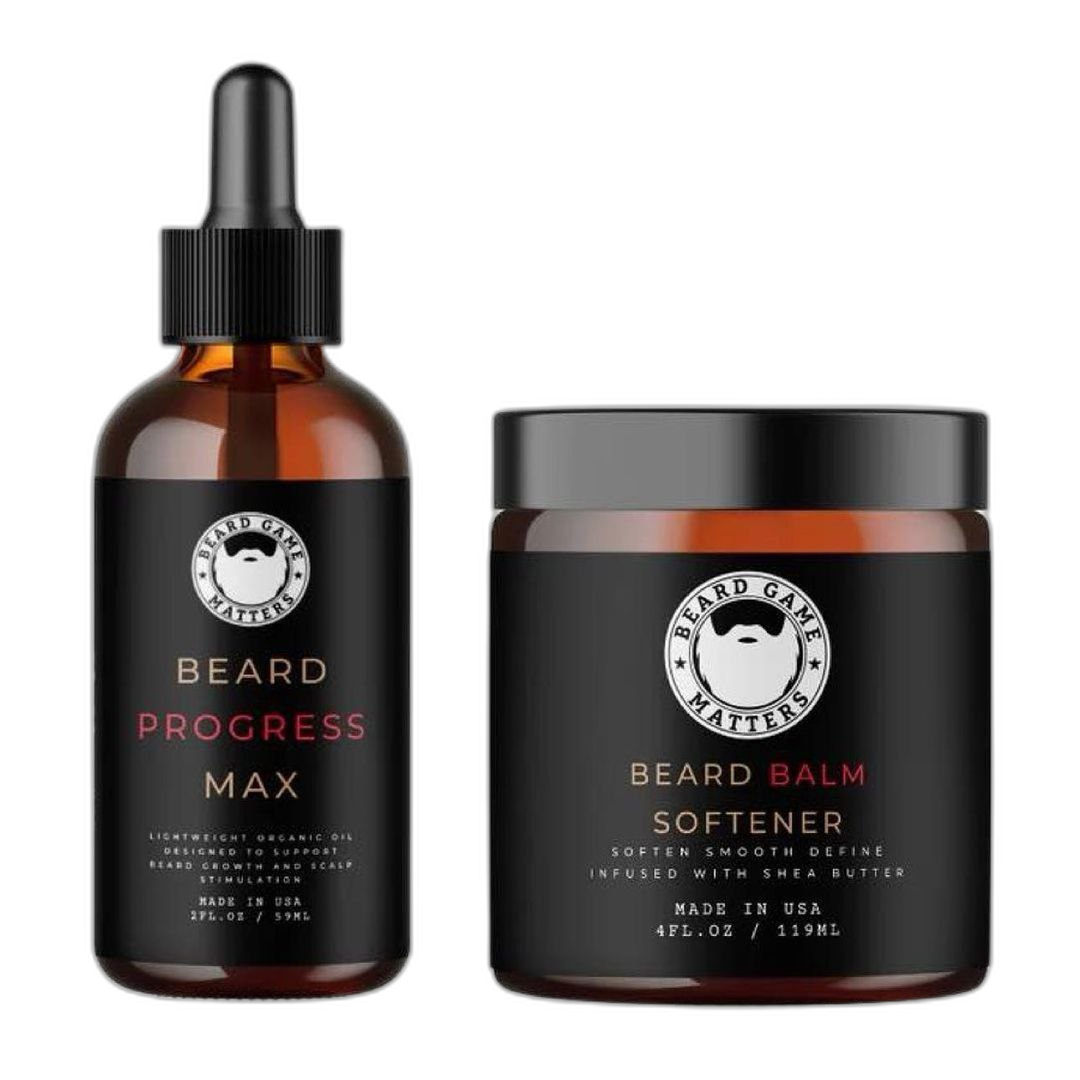 BEARD GAME
MATTERS
BEARD
PROGRESS
MAX
LIGHTWEIGHT ORGANIC OIL
DESIGNED TO SUPPORT
BEARD GROWTH AND SCALP
STIMULATION
MADE IN USA
2FL.OZ / 59ML
BEARD GAME
MATTERS
BEARD BALM
SOFTENER
SOFTEN SMOOTH DEFINE
INFUSED WITH SHEA BUTTER
MADE IN USA
4FL.OZ / 119ML